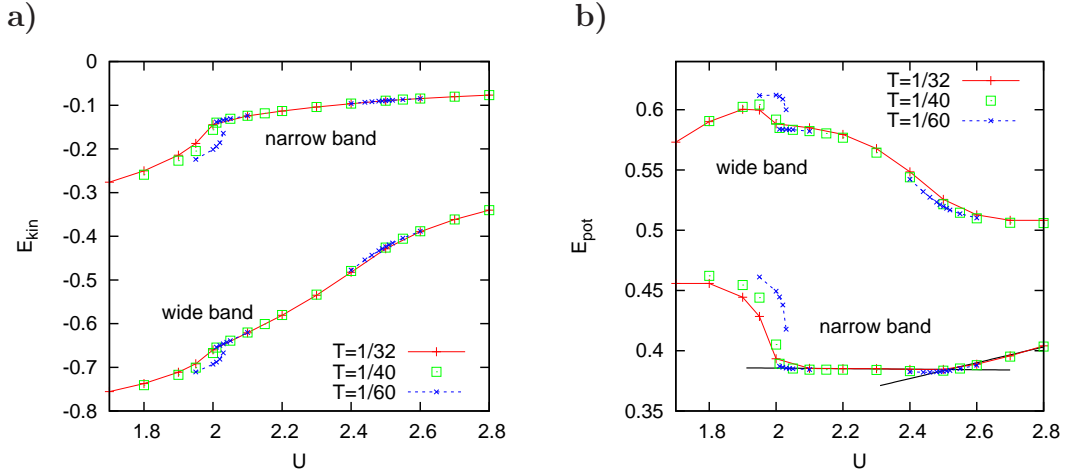 a)
0
-0.1
-0.2
-0.3
-0.4
-0.5
-0.6
-0.7
-0.8
E_kin
narrow band
wide band
T=1/32
T=1/40
T=1/60
1.8 2 2.2 2.4 2.6 2.8
U
b)
0.6
0.55
0.5
0.45
0.4
0.35
E_pot
T=1/32
T=1/40
T=1/60
wide band
narrow band
1.8 2 2.2 2.4 2.6 2.8
U